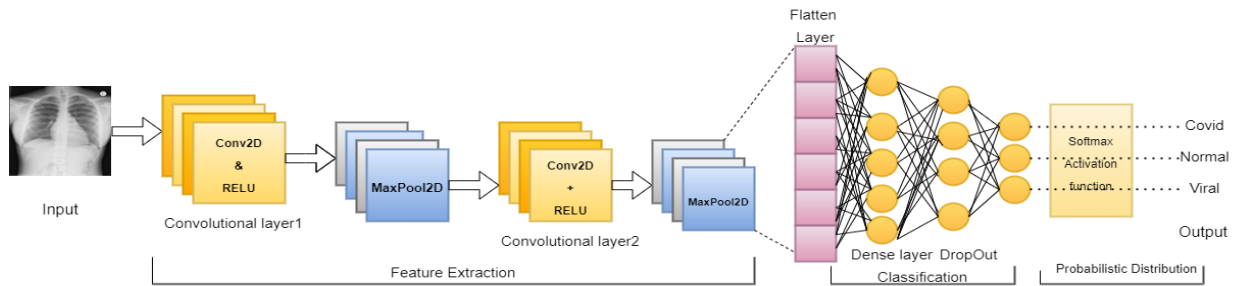 Flatten
Layer
Input
Conv2D
&
RELU
Convolutional layer1
MaxPool2D
Conv2D
+
RELU
Convolutional layer2
MaxPool2D
Feature Extraction
Dense layer
DropOut
Classification
Softmax
Activation
function
Probabilistic Distribution
Covid
Normal
Viral
Output